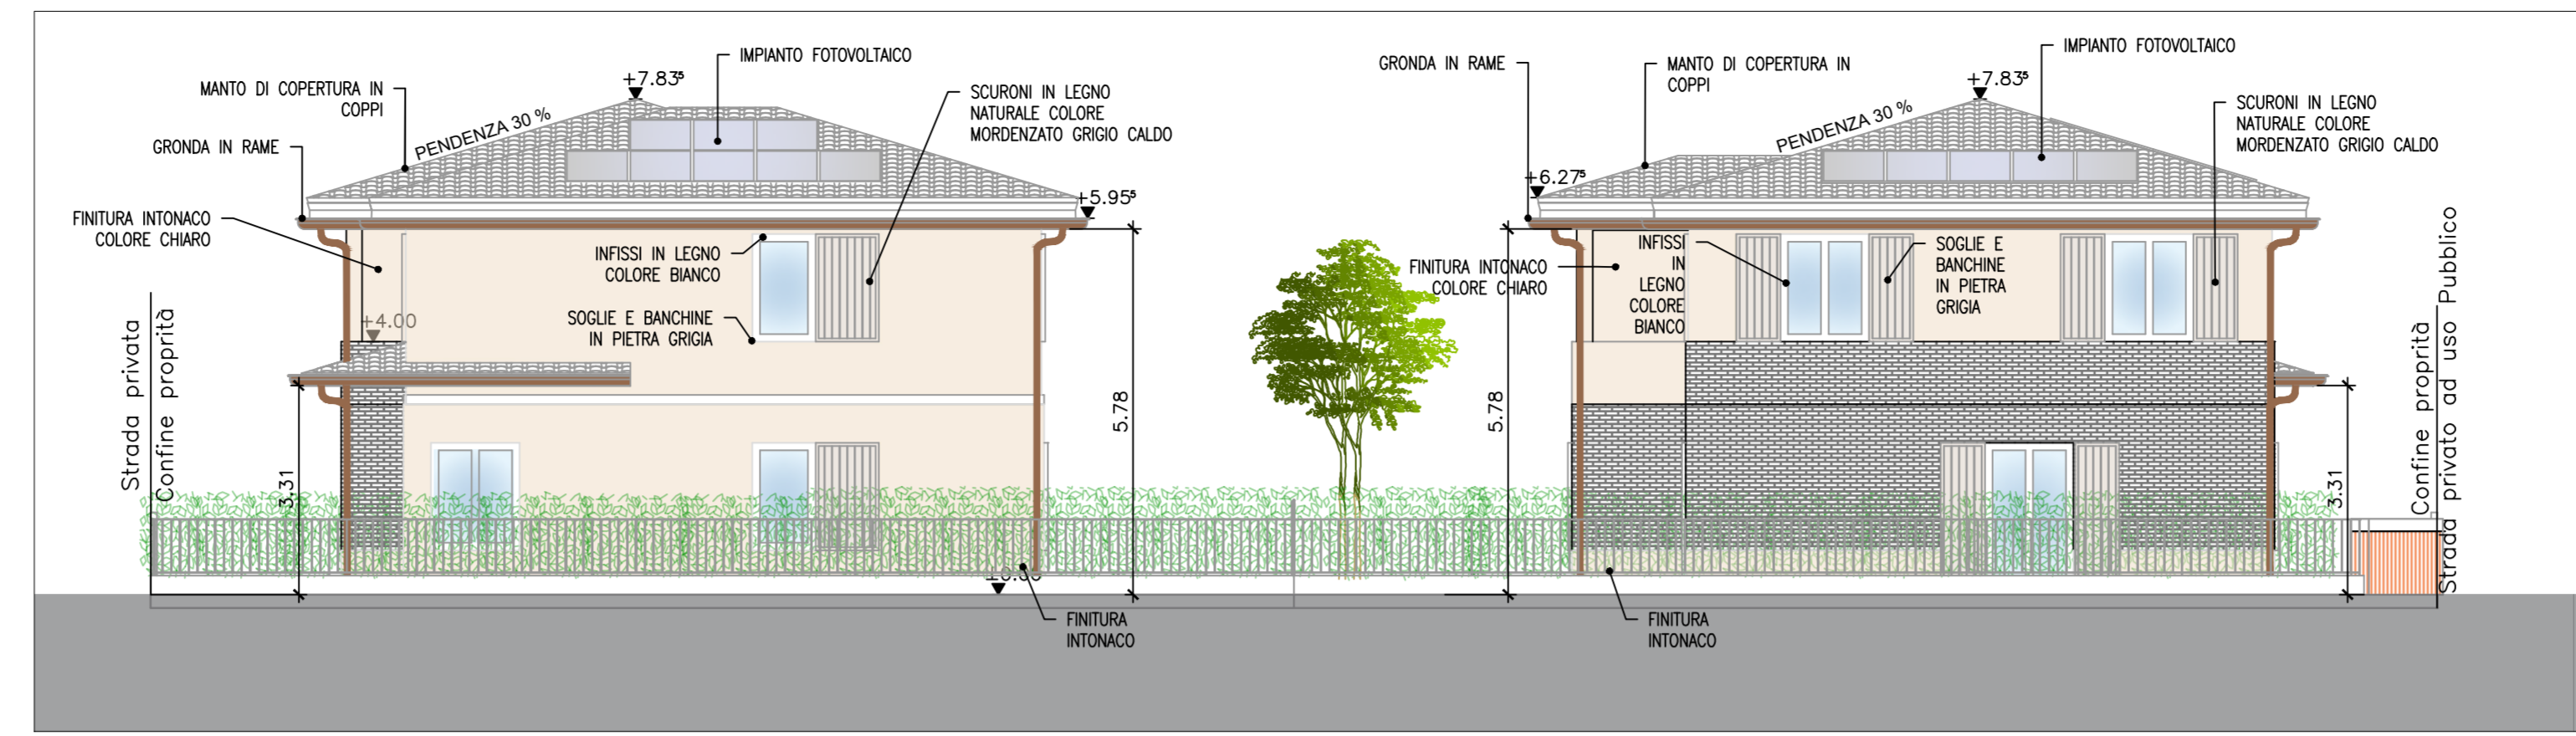 IMPIANTO FOTOVOLTAICO
+7.83⁵
MANTO DI COPERTURA IN
COPPI
PENDENZA 30 %
GRONDA IN RAME
SCURONI IN LEGNO
NATURALE COLORE
MORDENZATO GRIGIO CALDO
+5.95⁵
FINITURA INTONACO
COLORE CHIARO
INFISSI IN LEGNO
COLORE BIANCO
SOGLIE E BANCHINE
IN PIETRA GRIGIA
+4.00
Strada privata
Confine proprità
3.31
5.78
±0.00
FINITURA
INTONACO
IMPIANTO FOTOVOLTAICO
GRONDA IN RAME
MANTO DI COPERTURA IN
COPPI
+7.83⁵
PENDENZA 30 %
SCURONI IN LEGNO
NATURALE COLORE
MORDENZATO GRIGIO CALDO
+6.27⁵
FINITURA INTONACO
COLORE CHIARO
INFISSI
IN
LEGNO
COLORE
BIANCO
SOGLIE E
BANCHINE
IN PIETRA
GRIGIA
5.78
3.31
Confine proprità
Strada privato ad uso Pubblico
FINITURA
INTONACO